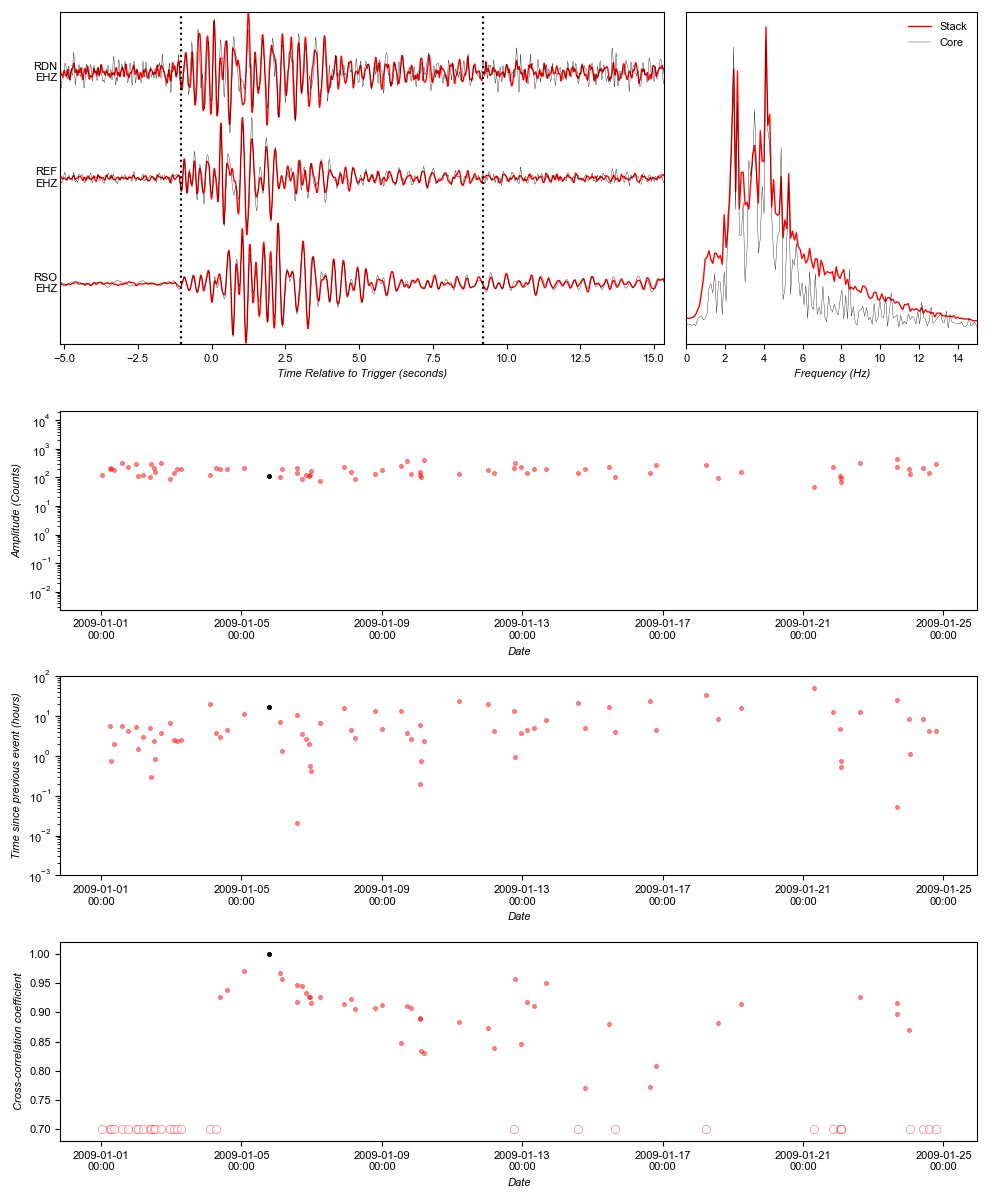 Stack
Core
RDN
EHZ
REF
EHZ
RSO
EHZ
−5.0 −2.5 0.0 2.5 5.0 7.5 10.0 12.5 15.0
Time Relative to Trigger (seconds)
0 2 4 6 8 10 12 14
Frequency (Hz)
Amplitude (Counts)
10^4
10^3
10^2
10^1
10^0
10^−1
10^−2
2009-01-01 2009-01-05 2009-01-09 2009-01-13 2009-01-17 2009-01-21 2009-01-25
00:00 00:00 00:00 00:00 00:00 00:00 00:00
Date
Time since previous event (hours)
10^2
10^1
10^0
10^−1
10^−2
10^−3
2009-01-01 2009-01-05 2009-01-09 2009-01-13 2009-01-17 2009-01-21 2009-01-25
00:00 00:00 00:00 00:00 00:00 00:00 00:00
Date
Cross-correlation coefficient
1.00
0.95
0.90
0.85
0.80
0.75
0.70
2009-01-01 2009-01-05 2009-01-09 2009-01-13 2009-01-17 2009-01-21 2009-01-25
00:00 00:00 00:00 00:00 00:00 00:00 00:00
Date